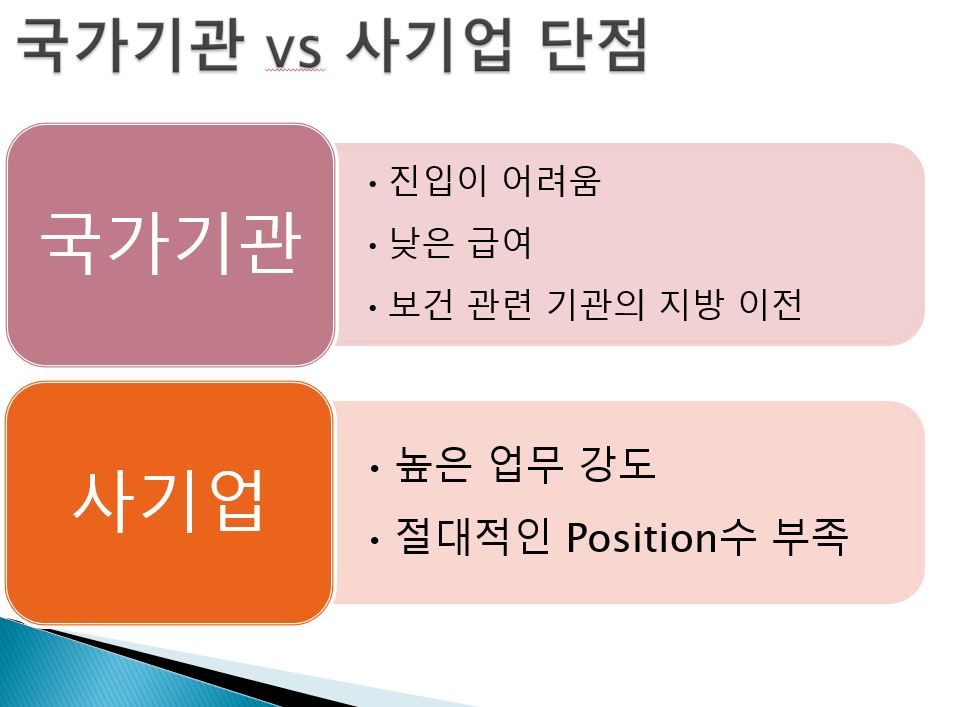 국가기관 vs 사기업 단점
국가기관
• 진입이 어려움
• 낮은 급여
• 보건 관련 기관의 지방 이전
사기업
• 높은 업무 강도
• 절대적인 Position수 부족